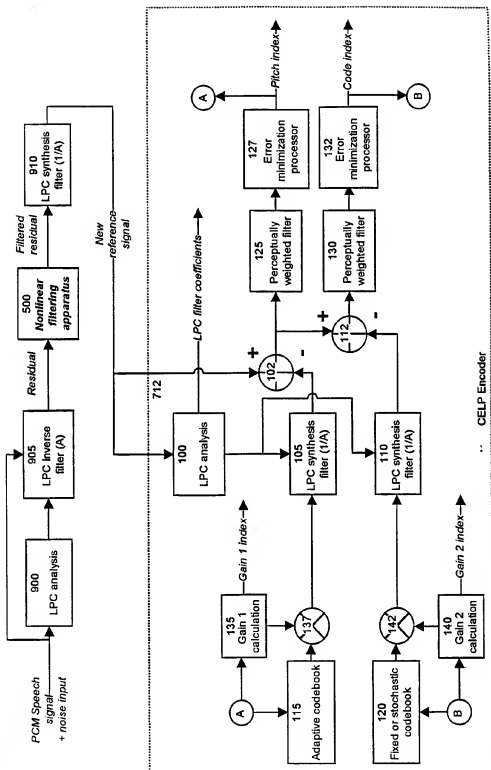 PCM Speech
signal
+ noise input
900
LPC analysis
905
LPC Inverse
filter (A)
Residual
500
Nonlinear
filtering
apparatus
Filtered
residual
910
LPC synthesis
filter (1/A)
New
reference
signal
712
100
LPC analysis
LPC filter coefficients
102
+
-
105
LPC synthesis
filter (1/A)
110
LPC synthesis
filter (1/A)
112
+
-
125
Perceptually
weighted filter
127
Error
minimization
processor
A
Pitch index
130
Perceptually
weighted filter
132
Error
minimization
processor
Code index
B
135
Gain 1
calculation
Gain 1 index
137
A
115
Adaptive codebook
120
Fixed or stochastic
codebook
142
140
Gain 2
calculation
Gain 2 index
B
CELP Encoder